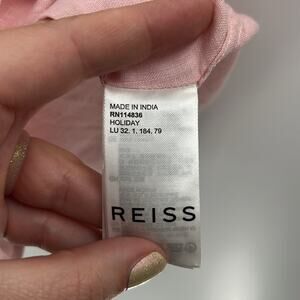 MADE IN INDIA
RN114836
HOLIDAY
LU 32. 1. 184. 79
REISS